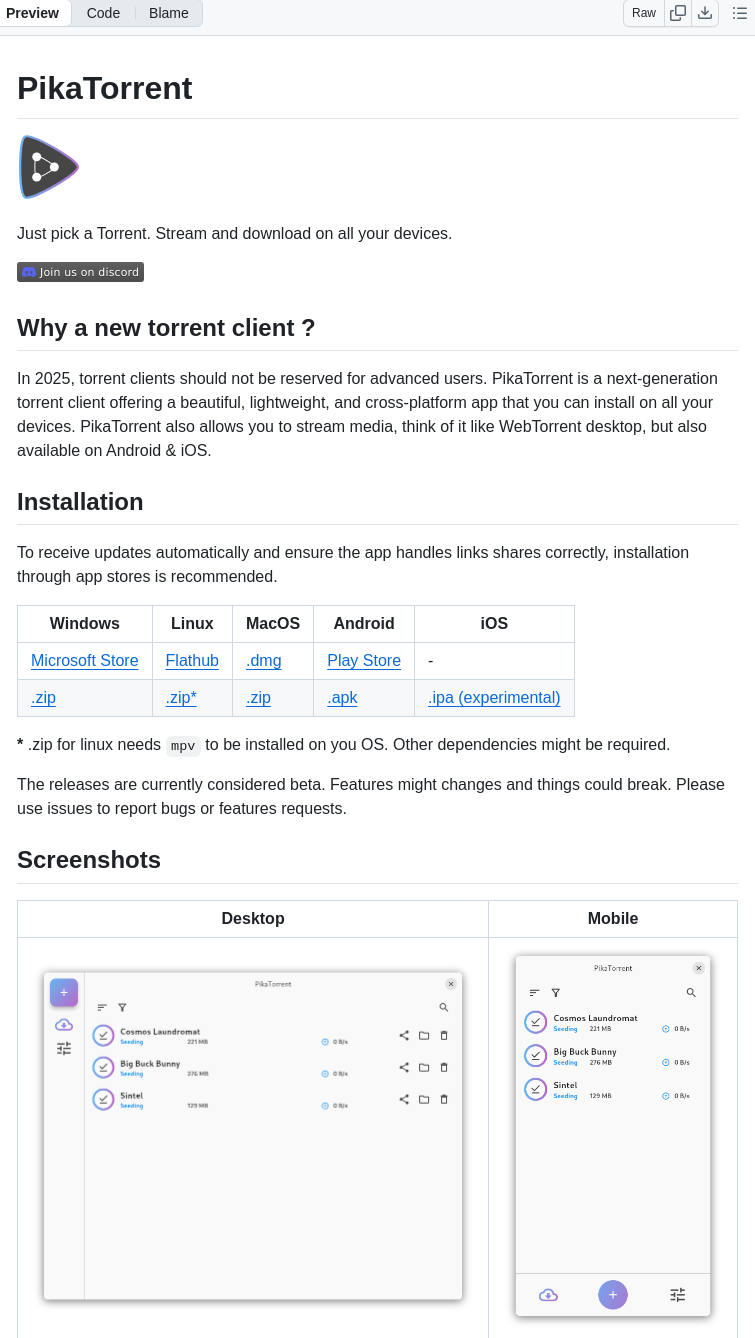 Preview Code Blame Raw
PikaTorrent
Just pick a Torrent. Stream and download on all your devices.
Join us on discord
Why a new torrent client ?
In 2025, torrent clients should not be reserved for advanced users. PikaTorrent is a next-generation
torrent client offering a beautiful, lightweight, and cross-platform app that you can install on all your
devices. PikaTorrent also allows you to stream media, think of it like WebTorrent desktop, but also
available on Android & iOS.
Installation
To receive updates automatically and ensure the app handles links shares correctly, installation
through app stores is recommended.
Windows Linux MacOS Android iOS
Microsoft Store Flathub .dmg Play Store -
.zip .zip* .zip .apk .ipa (experimental)
* .zip for linux needs mpv to be installed on you OS. Other dependencies might be required.
The releases are currently considered beta. Features might changes and things could break. Please
use issues to report bugs or features requests.
Screenshots
Desktop Mobile
PikaTorrent
Cosmos Laundromat
Seeding 221 MB 0 B/s
Big Buck Bunny
Seeding 276 MB 0 B/s
Sintel
Seeding 129 MB 0 B/s
PikaTorrent
Cosmos Laundromat
Seeding 221 MB 0 B/s
Big Buck Bunny
Seeding 276 MB 0 B/s
Sintel
Seeding 129 MB 0 B/s